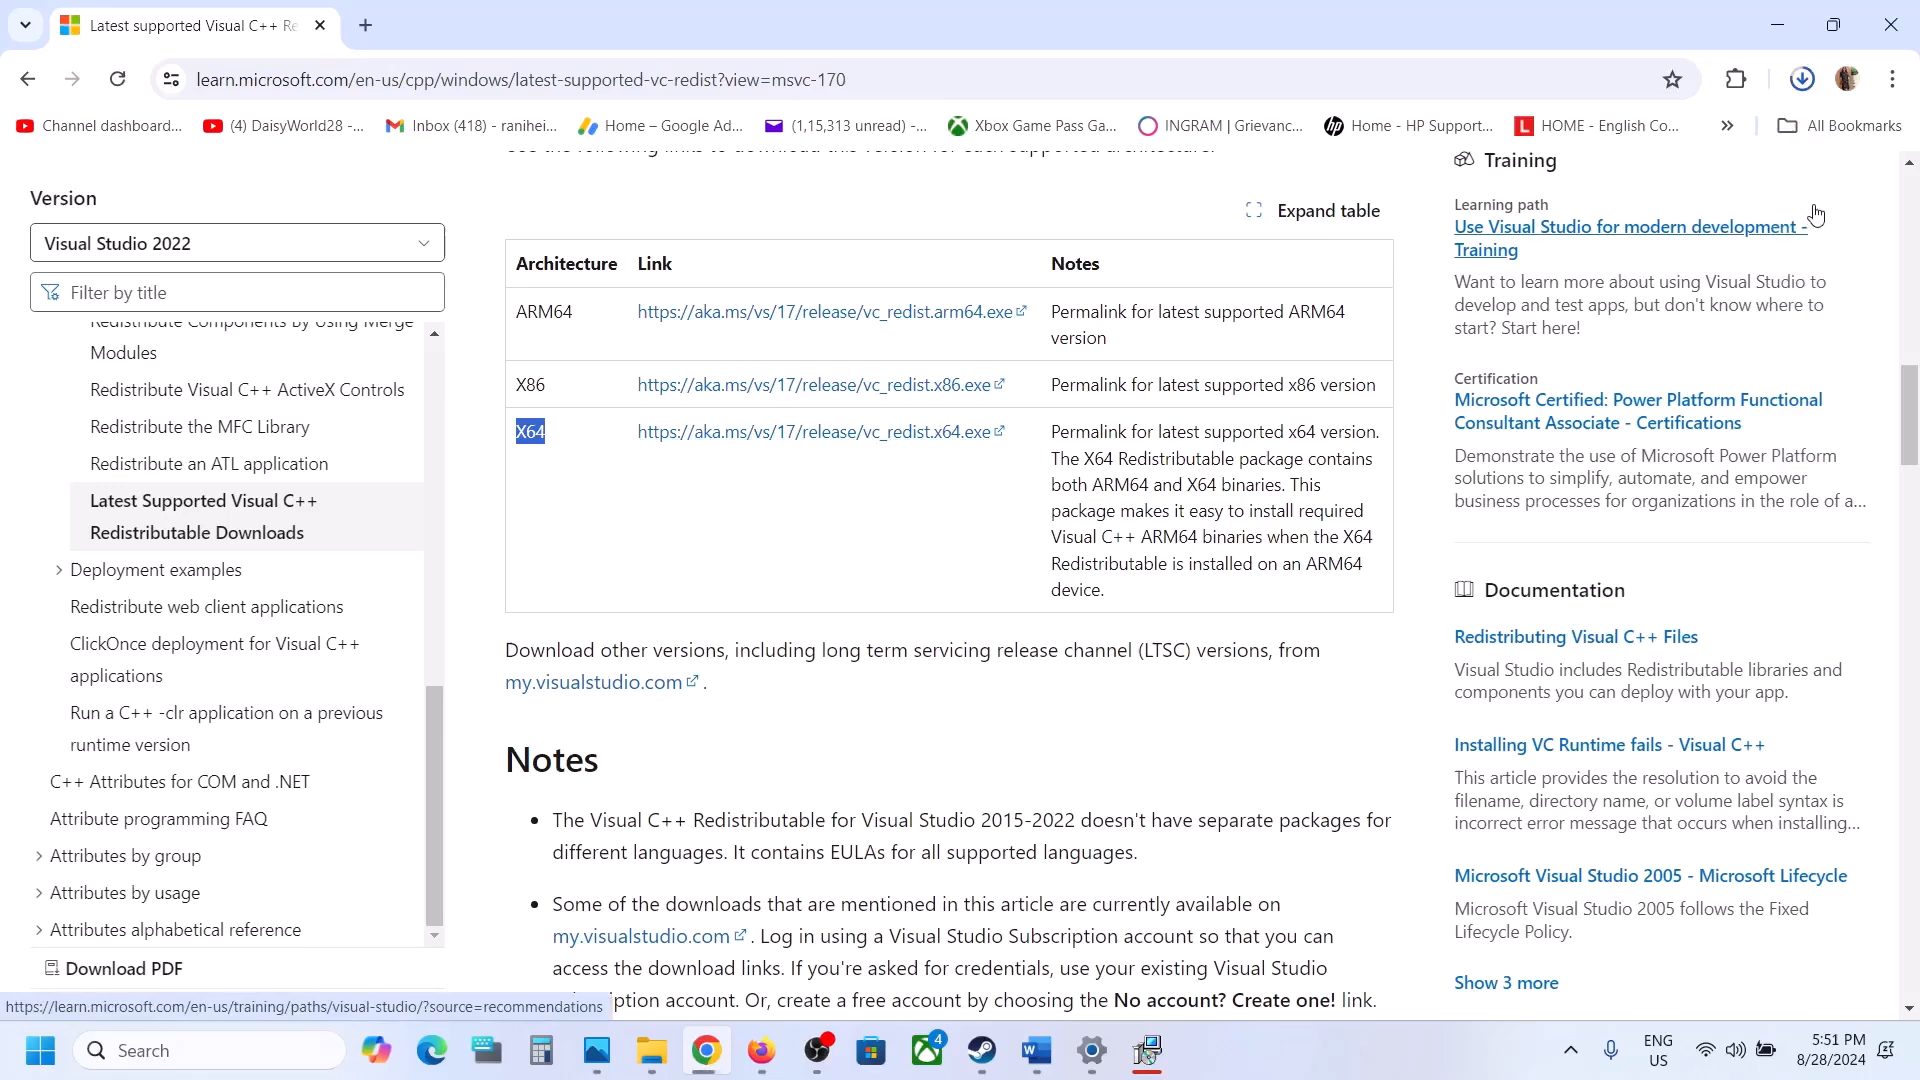 Latest supported Visual C++ Re
learn.microsoft.com/en-us/cpp/windows/latest-supported-vc-redist?view=msvc-170
Channel dashboard...
(4) DaisyWorld28 -...
Inbox (418) - ranihei...
Home – Google Ad...
(1,15,313 unread) -...
Xbox Game Pass Ga...
INGRAM | Grievanc...
Home - HP Support...
HOME - English Co...
All Bookmarks
Version
Visual Studio 2022
Filter by title
Redistribute Components by Using Merge
Modules
Redistribute Visual C++ ActiveX Controls
Redistribute the MFC Library
Redistribute an ATL application
Latest Supported Visual C++
Redistributable Downloads
Deployment examples
Redistribute web client applications
ClickOnce deployment for Visual C++
applications
Run a C++ -clr application on a previous
runtime version
C++ Attributes for COM and .NET
Attribute programming FAQ
Attributes by group
Attributes by usage
Attributes alphabetical reference
Download PDF
https://learn.microsoft.com/en-us/training/paths/visual-studio/?source=recommendations
Use the following links to download this version for each supported architecture.
Expand table
Architecture Link Notes
ARM64 https://aka.ms/vs/17/release/vc_redist.arm64.exe Permalink for latest supported ARM64
version
X86 https://aka.ms/vs/17/release/vc_redist.x86.exe Permalink for latest supported x86 version
X64 https://aka.ms/vs/17/release/vc_redist.x64.exe Permalink for latest supported x64 version.
The X64 Redistributable package contains
both ARM64 and X64 binaries. This
package makes it easy to install required
Visual C++ ARM64 binaries when the X64
Redistributable is installed on an ARM64
device.
Download other versions, including long term servicing release channel (LTSC) versions, from
my.visualstudio.com .
Notes
• The Visual C++ Redistributable for Visual Studio 2015-2022 doesn't have separate packages for
different languages. It contains EULAs for all supported languages.
• Some of the downloads that are mentioned in this article are currently available on
my.visualstudio.com . Log in using a Visual Studio Subscription account so that you can
access the download links. If you're asked for credentials, use your existing Visual Studio
ption account. Or, create a free account by choosing the No account? Create one! link.
Training
Learning path
Use Visual Studio for modern development -
Training
Want to learn more about using Visual Studio to
develop and test apps, but don't know where to
start? Start here!
Certification
Microsoft Certified: Power Platform Functional
Consultant Associate - Certifications
Demonstrate the use of Microsoft Power Platform
solutions to simplify, automate, and empower
business processes for organizations in the role of a...
Documentation
Redistributing Visual C++ Files
Visual Studio includes Redistributable libraries and
components you can deploy with your app.
Installing VC Runtime fails - Visual C++
This article provides the resolution to avoid the
filename, directory name, or volume label syntax is
incorrect error message that occurs when installing...
Microsoft Visual Studio 2005 - Microsoft Lifecycle
Microsoft Visual Studio 2005 follows the Fixed
Lifecycle Policy.
Show 3 more
Search
4
ENG
US
5:51 PM
8/28/2024